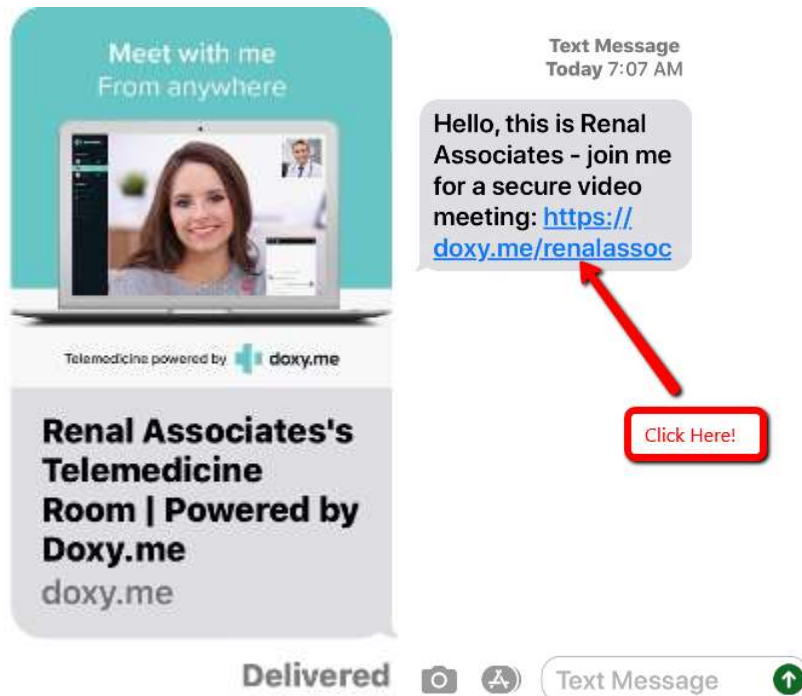 Meet with me
From anywhere
Telemedicine powered by doxy.me
Renal Associates's
Telemedicine
Room | Powered by
Doxy.me
doxy.me
Delivered
Text Message
Today 7:07 AM
Hello, this is Renal
Associates - join me
for a secure video
meeting: https://
doxy.me/renalassoc
Click Here!
Text Message